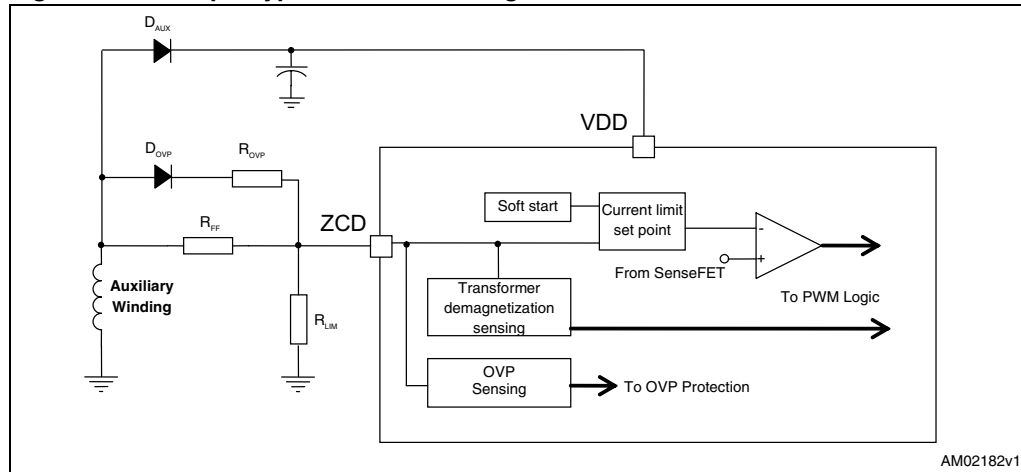 D_AUX
VDD
D_OVP
R_OVP
Soft start
Current limit
set point
ZCD
R_FF
-
+
From SenseFET
Auxiliary
Winding
Transformer
demagnetization
sensing
To PWM Logic
R_LIM
OVP
Sensing
To OVP Protection
AM02182v1